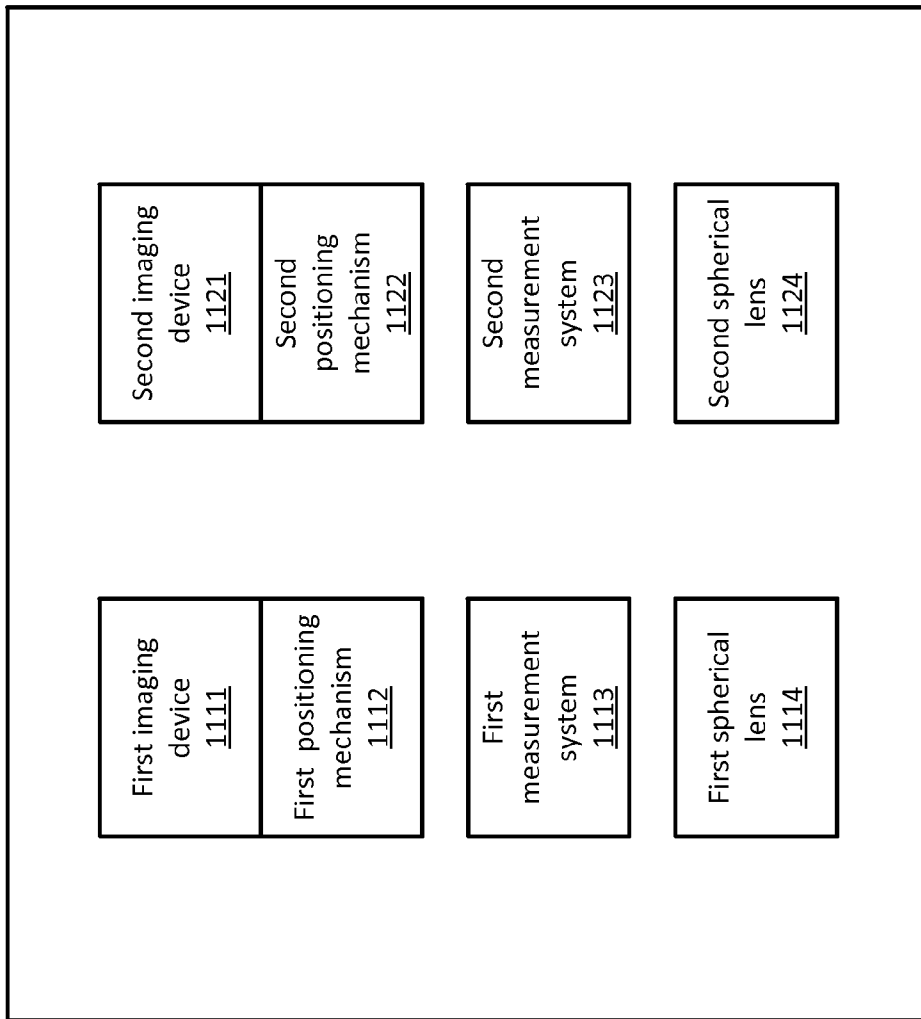 First imaging
device
1111
First positioning
mechanism
1112
First
measurement
system
1113
First spherical
lens
1114
Second imaging
device
1121
Second
positioning
mechanism
1122
Second
measurement
system
1123
Second spherical
lens
1124